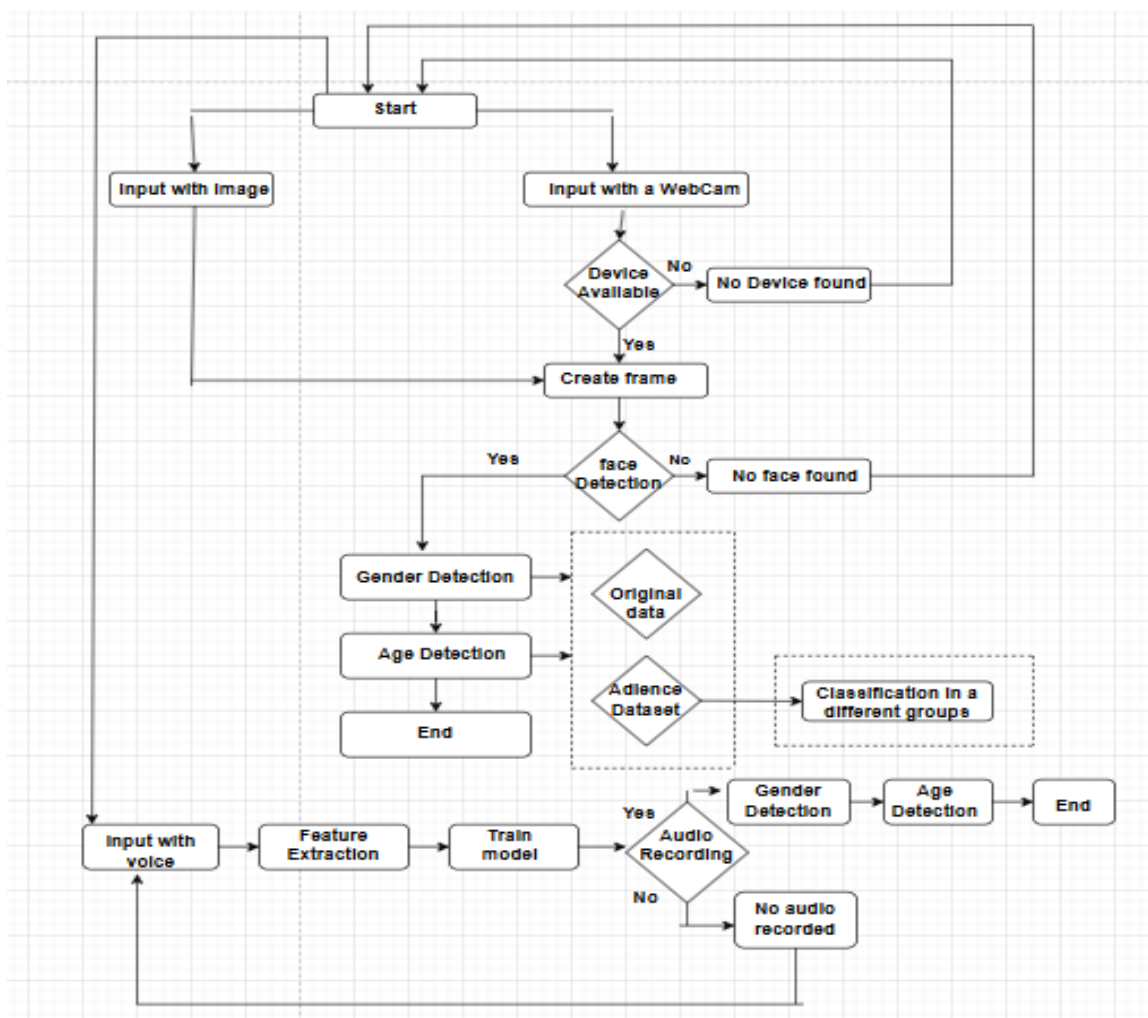 Start
Input with Image
Input with a WebCam
Device
Available
No
No Device found
Yes
Create frame
Yes
face
Detection
No
No face found
Gender Detection
Original
data
Age Detection
Adience
Dataset
Classification in a
different groups
End
Input with
voice
Feature
Extraction
Train
model
Yes
Audio
Recording
No
Gender
Detection
Age
Detection
End
No audio
recorded